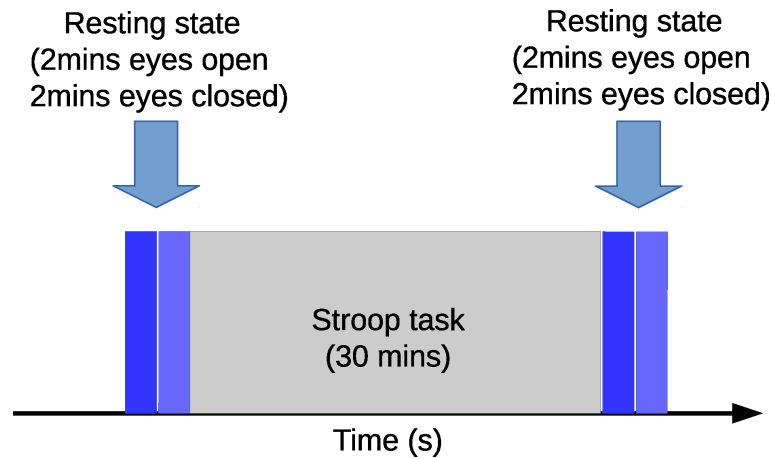 Resting state
(2mins eyes open
2mins eyes closed)
Resting state
(2mins eyes open
2mins eyes closed)
Stroop task
(30 mins)
Time (s)